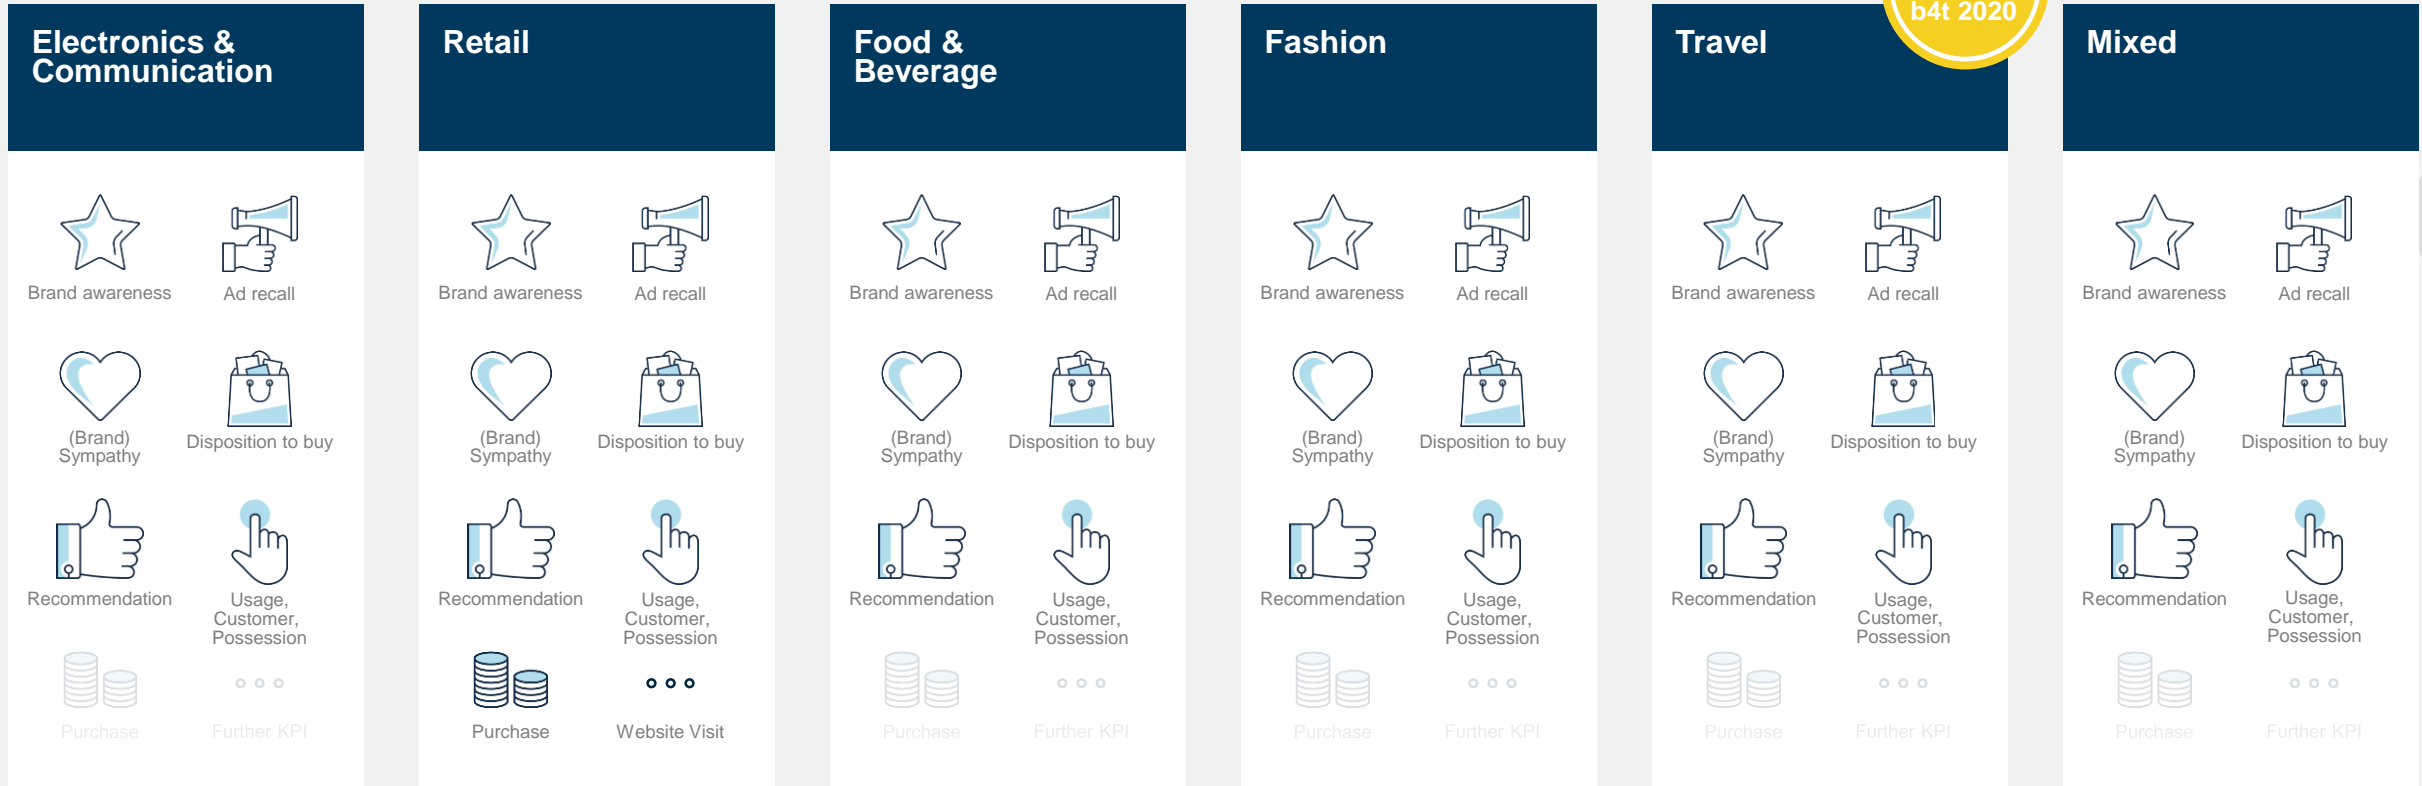 Electronics &
Communication
Brand awareness
Ad recall
(Brand)
Sympathy
Disposition to buy
Recommendation
Usage,
Customer,
Possession
Purchase
Further KPI
Retail
Brand awareness
Ad recall
(Brand)
Sympathy
Disposition to buy
Recommendation
Usage,
Customer,
Possession
Purchase
Website Visit
Food &
Beverage
Brand awareness
Ad recall
(Brand)
Sympathy
Disposition to buy
Recommendation
Usage,
Customer,
Possession
Purchase
Further KPI
Fashion
Brand awareness
Ad recall
(Brand)
Sympathy
Disposition to buy
Recommendation
Usage,
Customer,
Possession
Purchase
Further KPI
b4t 2020
Travel
Brand awareness
Ad recall
(Brand)
Sympathy
Disposition to buy
Recommendation
Usage,
Customer,
Possession
Purchase
Further KPI
Mixed
Brand awareness
Ad recall
(Brand)
Sympathy
Disposition to buy
Recommendation
Usage,
Customer,
Possession
Purchase
Further KPI